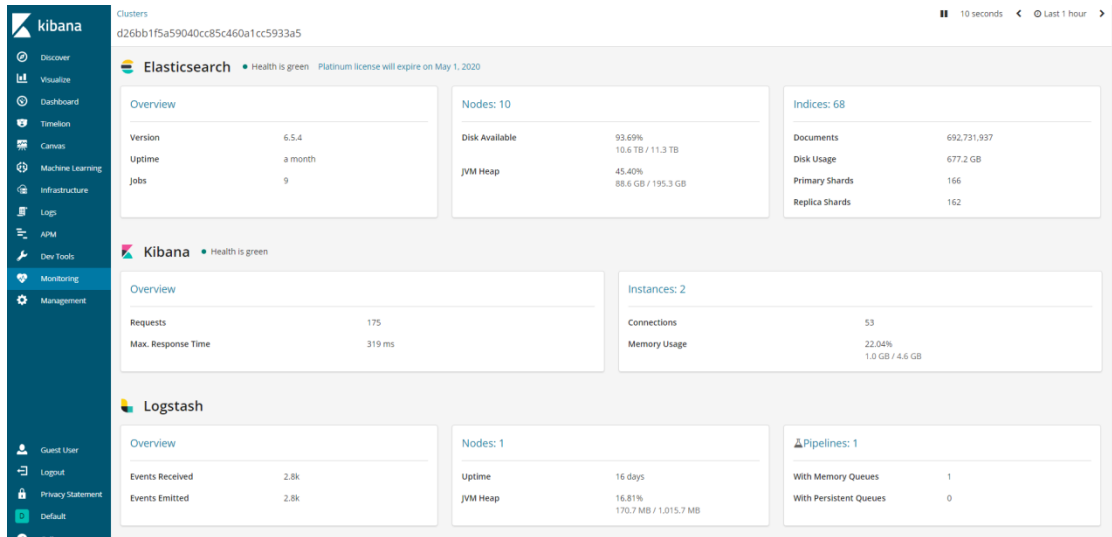 kibana
Discover
Visualize
Dashboard
Timelion
Canvas
Machine Learning
Infrastructure
Logs
APM
Dev Tools
Monitoring
Management
Guest User
Logout
Privacy Statement
D Default
Clusters
10 seconds Last 1 hour
d26bb1f5a59040cc85c460a1cc5933a5
Elasticsearch Health is green Platinum license will expire on May 1, 2020
Overview
Version 6.5.4
Uptime a month
Jobs 9
Nodes: 10
Disk Available 93.69%
10.6 TB / 11.3 TB
JVM Heap 45.40%
88.6 GB / 195.3 GB
Indices: 68
Documents 692,731,937
Disk Usage 677.2 GB
Primary Shards 166
Replica Shards 162
Kibana Health is green
Overview
Requests 175
Max. Response Time 319 ms
Instances: 2
Connections 53
Memory Usage 22.04%
1.0 GB / 4.6 GB
Logstash
Overview
Events Received 2.8k
Events Emitted 2.8k
Nodes: 1
Uptime 16 days
JVM Heap 16.81%
170.7 MB / 1,015.7 MB
Pipelines: 1
With Memory Queues 1
With Persistent Queues 0